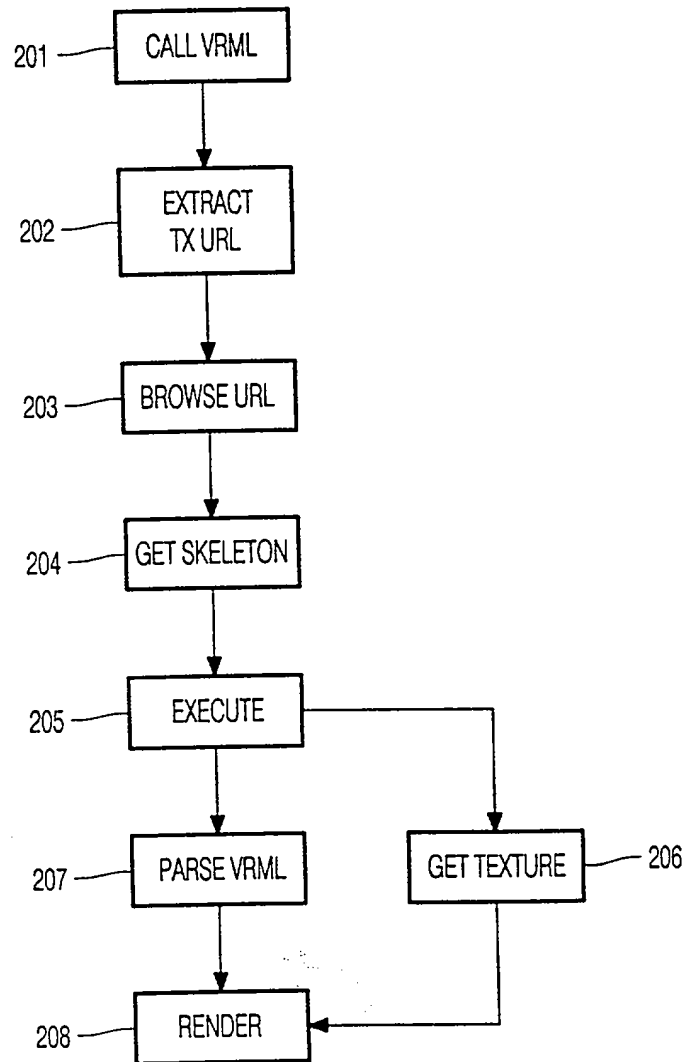 201
CALL VRML
202
EXTRACT
TX URL
203
BROWSE URL
204
GET SKELETON
205
EXECUTE
207
PARSE VRML
GET TEXTURE
206
208
RENDER